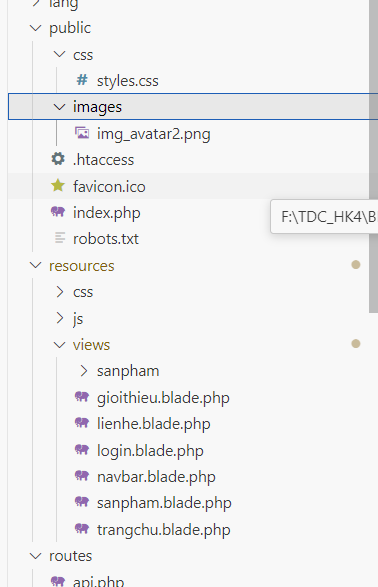 lang
public
css
styles.css
images
img_avatar2.png
.htaccess
favicon.ico
index.php
F:\TDC_HK4\B
robots.txt
resources
css
js
views
sanpham
gioithieu.blade.php
lienhe.blade.php
login.blade.php
navbar.blade.php
sanpham.blade.php
trangchu.blade.php
routes
api.php